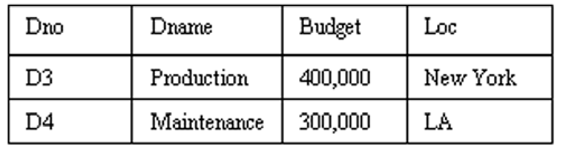 Dno Dname Budget Loc
D3 Production 400,000 New York
D4 Maintenance 300,000 LA